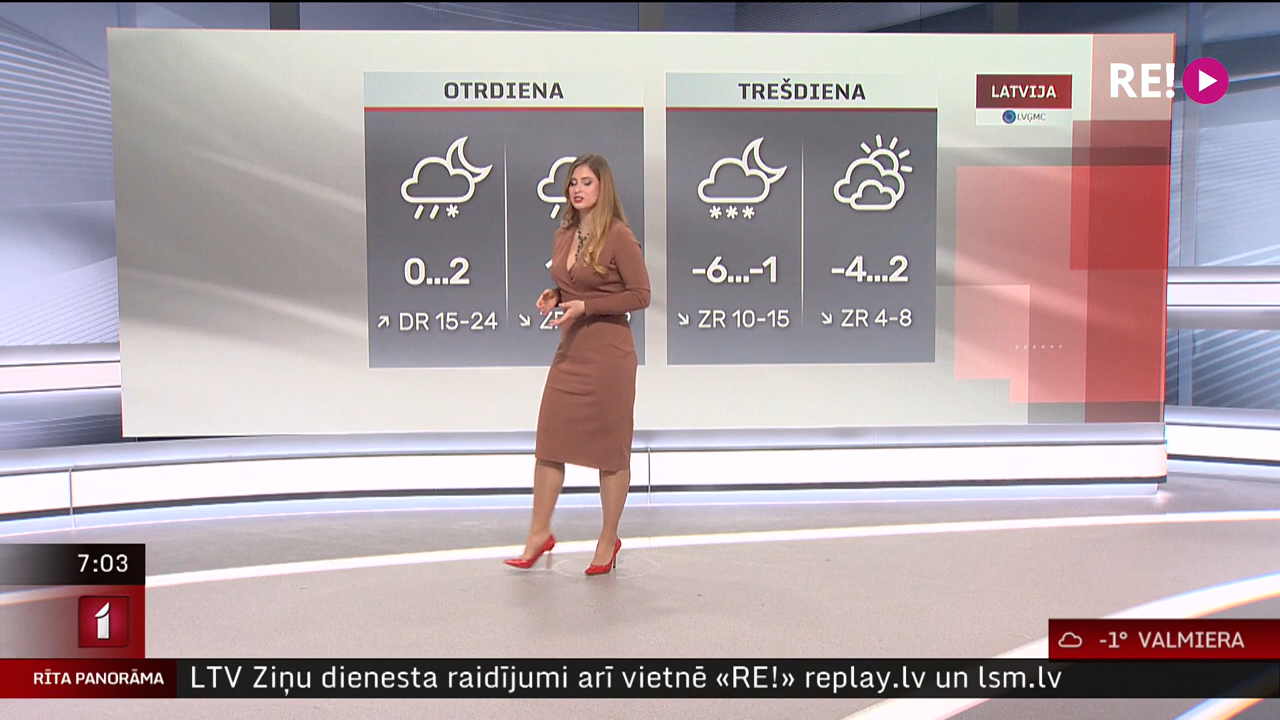 OTRDIENA
TREŠDIENA
LATVIJA
LVĢMC
RE!
0...2
-6...-1
-4...2
DR 15-24
ZR 10-15
ZR 4-8
7:03
1
-1° VALMIERA
RĪTA PANORĀMA
LTV Ziņu dienesta raidījumi arī vietnē «RE!» replay.lv un lsm.lv